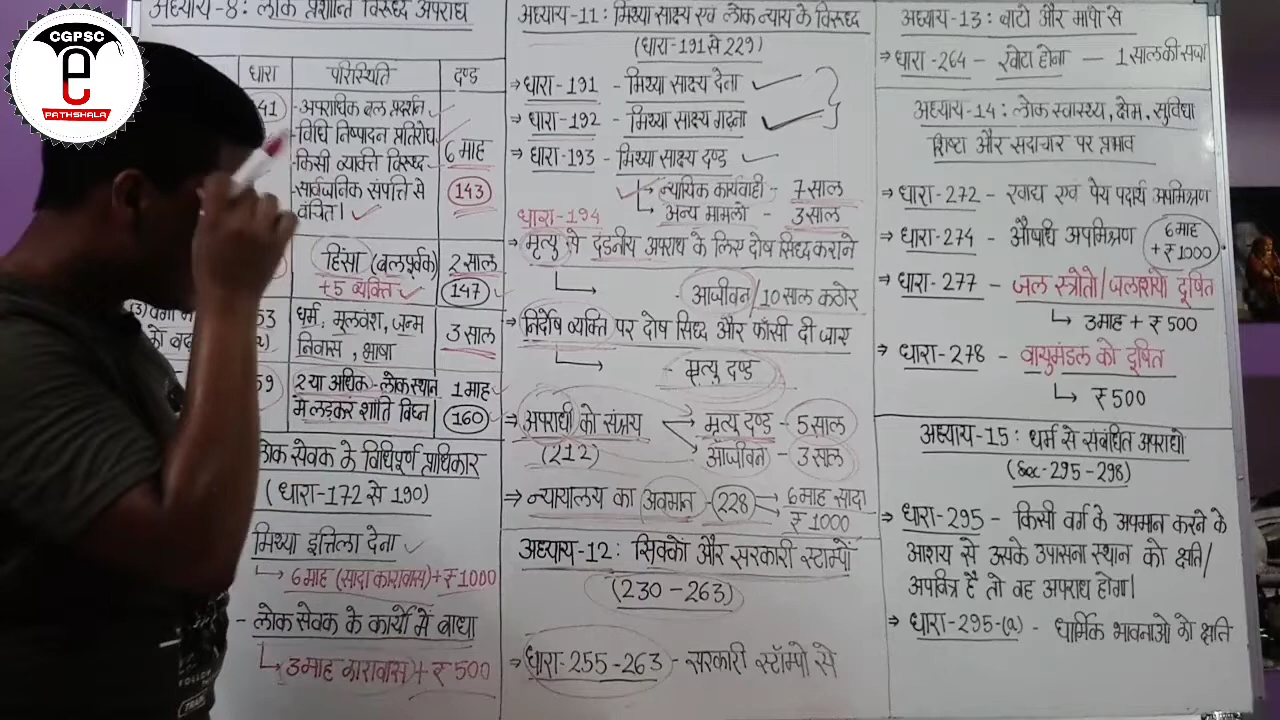 CGPSC
e
PATHSHALA
अध्याय-8: लोक प्रशान्ति विरुध्द अपराध
धारा
परिस्थिति
दण्ड
41
-अपराधिक बल प्रदर्शन
-विधि निष्पादन प्रतिरोध
-किसी व्यक्ति विरूध्द
-सार्वजनिक संपत्ति से
वंचित।
6 माह
143
हिंसा (बलपूर्वक)
+5 व्यक्ति
2 साल
147
53
धर्म, मूलवंश, जन्म
निवास, भाषा
3 साल
59
2 या अधिक-लोकस्थान
में लड़कर शांति विघ्न
1 माह
160
लोक सेवक के विधिपूर्ण प्राधिकार
(धारा-172 से 190)
मिथ्या इत्तिला देना
6 माह (सादा कारावास)+₹1000
- लोक सेवक के कार्यो में बाधा
3 माह कारावास + ₹500
अध्याय-11: मिथ्या साक्ष्य एवं लोक न्याय के विरूध्द
(धारा-191 से 229)
→ धारा-191 - मिथ्या साक्ष्य देना
→ धारा-192 - मिथ्या साक्ष्य गढ़ना
→ धारा-193 - मिथ्या साक्ष्य दण्ड
न्यायिक कार्यवाही - 7 साल
अन्य मामलो - 3 साल
धारा-194
→ मृत्यु से दंडनीय अपराध के लिए दोष सिध्द कराने
- आजीवन/10 साल कठोर
→ निर्दोष व्यक्ति पर दोष सिध्द और फाँसी दी जाए
- मृत्यु दण्ड
→ अपराधी को संश्रय
(212)
मृत्यु दण्ड - 5 साल
आजीवन - 3 साल
→ न्यायालय का अवमान -(228) → 6 माह सादा
→ ₹1000
अध्याय-12: सिक्को और सरकारी स्टाम्पों
(230-263)
→ धारा-255-263 - सरकारी स्टॉम्पो से
अध्याय-13: बाटो और मापो से
→ धारा-264 - खोटा होना — 1 साल की सजा
अध्याय-14: लोक स्वास्थ्य, क्षेम, सुविधा
शिष्टा और सदाचार पर प्रभाव
→ धारा-272 - खाद्य एवं पेय पदार्थ अपमिश्रण
→ धारा-274 - औषधि अपमिश्रण
6 माह
+₹1000
→ धारा-277 - जल स्त्रोतो/जलाशयो दूषित
3 माह + ₹500
→ धारा-278 - वायुमंडल को दूषित
₹500
अध्याय-15: धर्म से संबंधित अपराधो
(Sec-295-298)
→ धारा-295 - किसी वर्ग के अपमान करने के
आशय से उसके उपासना स्थान को क्षति/
अपवित्र है तो वह अपराध होगा।
→ धारा-295-(a) - धार्मिक भावनाओ को क्षति